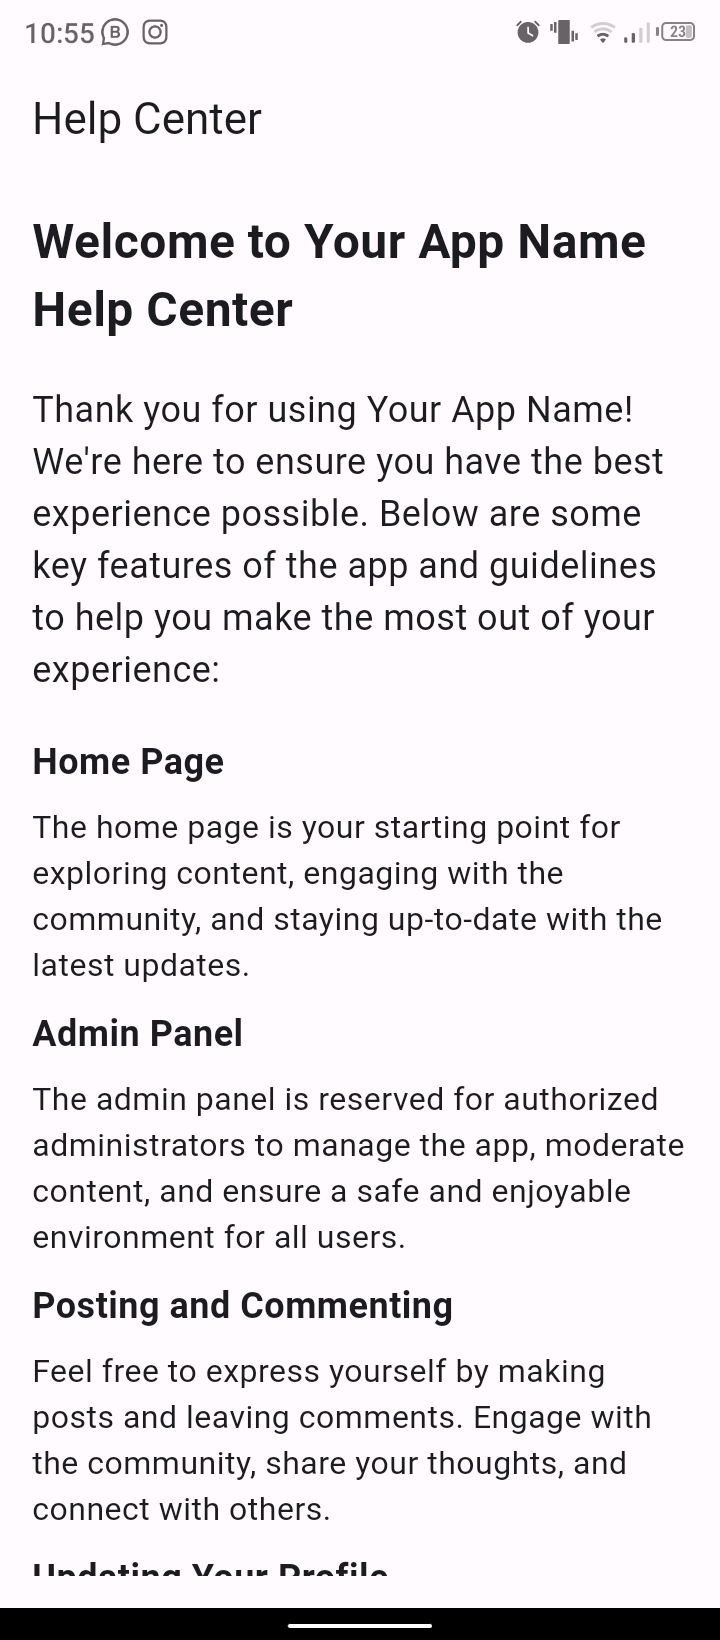 10:55
23
Help Center
Welcome to Your App Name
Help Center
Thank you for using Your App Name!
We're here to ensure you have the best
experience possible. Below are some
key features of the app and guidelines
to help you make the most out of your
experience:
Home Page
The home page is your starting point for
exploring content, engaging with the
community, and staying up-to-date with the
latest updates.
Admin Panel
The admin panel is reserved for authorized
administrators to manage the app, moderate
content, and ensure a safe and enjoyable
environment for all users.
Posting and Commenting
Feel free to express yourself by making
posts and leaving comments. Engage with
the community, share your thoughts, and
connect with others.
Updating Your Profile